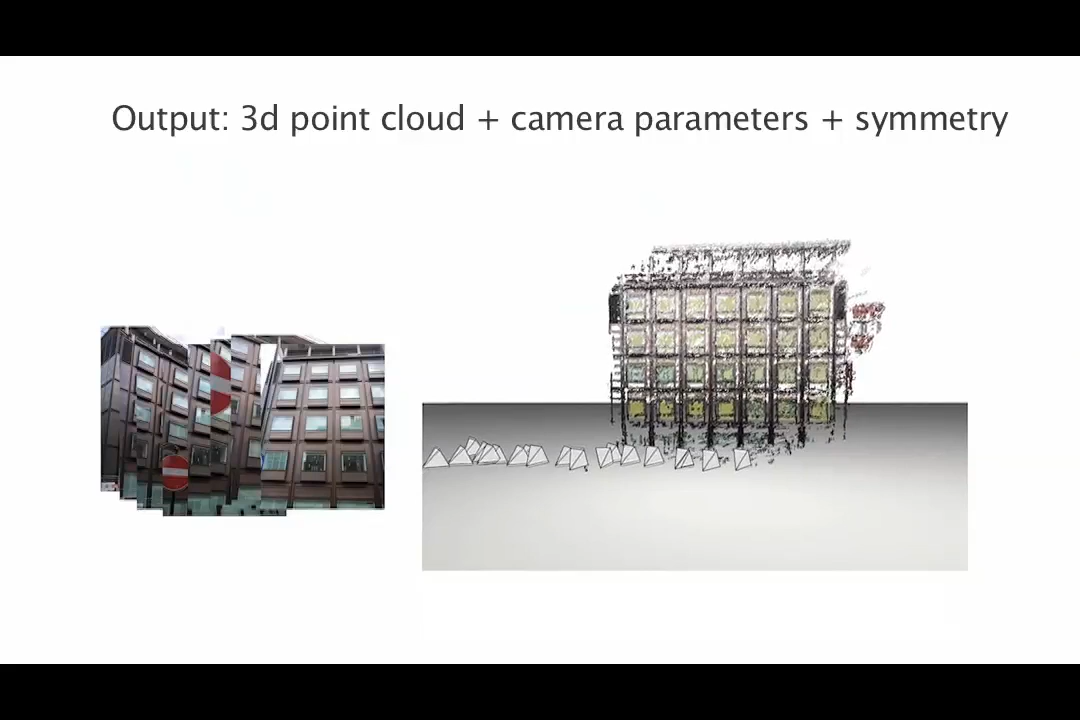 Output: 3d point cloud + camera parameters + symmetry